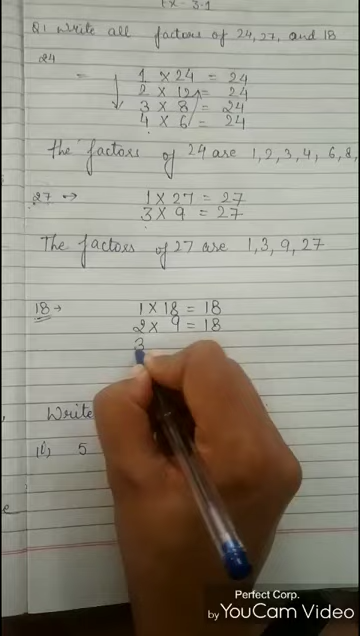 Ex - 3.1
Q1 Write all factors of 24, 27, and 18
24
= 1 × 24 = 24
2 × 12 = 24
3 × 8 = 24
4 × 6 = 24
The factors of 24 are 1, 2, 3, 4, 6, 8,
27 → 1 × 27 = 27
3 × 9 = 27
The factors of 27 are 1, 3, 9, 27
18 → 1 × 18 = 18
2 × 9 = 18
3
Write
5
Perfect Corp.
by YouCam Video